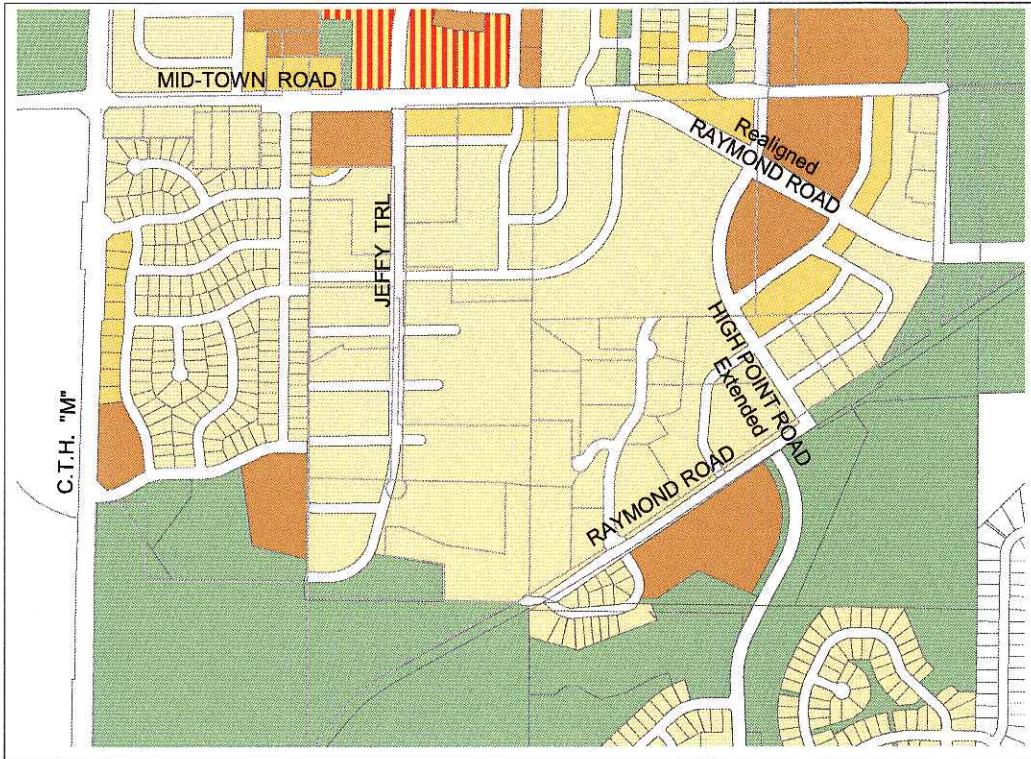 MID-TOWN ROAD
Realigned
RAYMOND ROAD
JEFFY TRL
HIGH POINT ROAD
Extended
C.T.H. "M"
RAYMOND ROAD